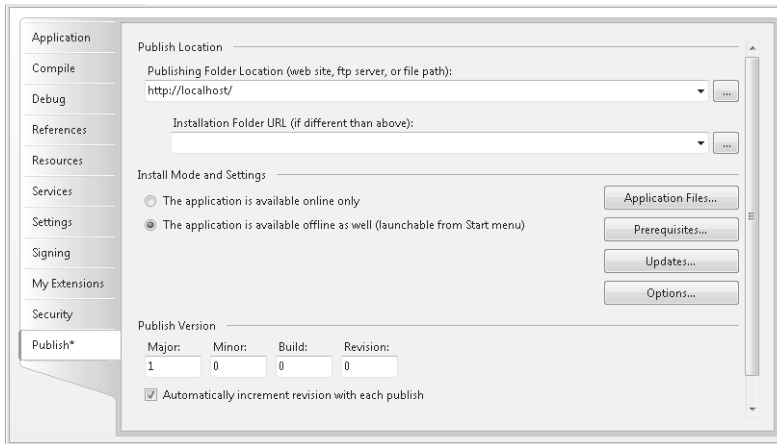 Application
Compile
Debug
References
Resources
Services
Settings
Signing
My Extensions
Security
Publish*
Publish Location
Publishing Folder Location (web site, ftp server, or file path):
http://localhost/
...
Installation Folder URL (if different than above):
...
Install Mode and Settings
The application is available online only
The application is available offline as well (launchable from Start menu)
Application Files...
Prerequisites...
Updates...
Options...
Publish Version
Major: Minor: Build: Revision:
1 0 0 0
Automatically increment revision with each publish